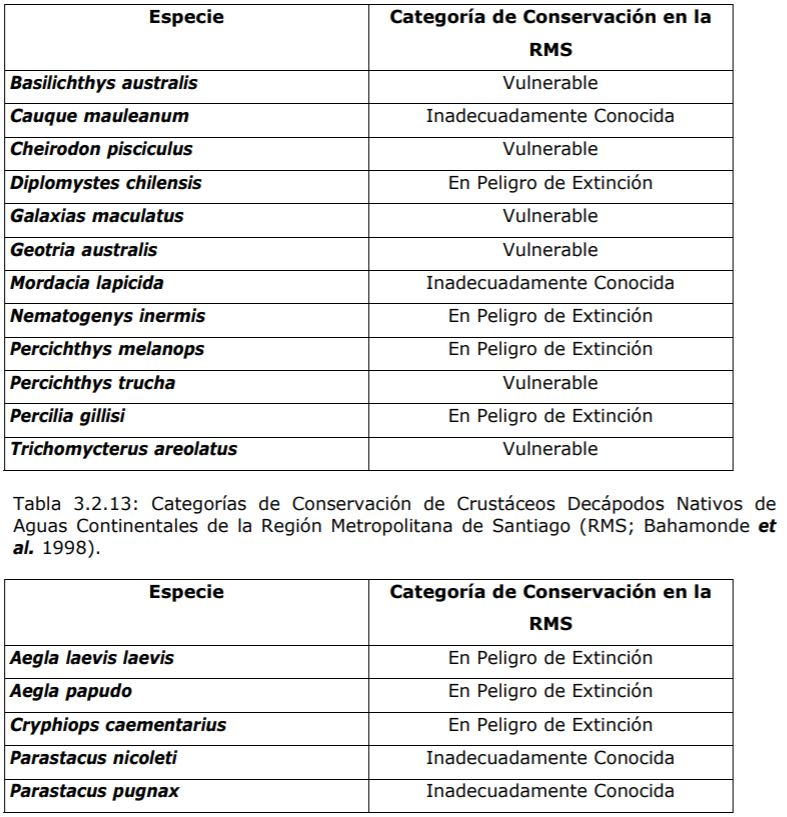 Especie Categoría de Conservación en la
RMS
Basilichthys australis Vulnerable
Cauque mauleanum Inadecuadamente Conocida
Cheirodon pisciculus Vulnerable
Diplomystes chilensis En Peligro de Extinción
Galaxias maculatus Vulnerable
Geotria australis Vulnerable
Mordacia lapicida Inadecuadamente Conocida
Nematogenys inermis En Peligro de Extinción
Percichthys melanops En Peligro de Extinción
Percichthys trucha Vulnerable
Percilia gillisi En Peligro de Extinción
Trichomycterus areolatus Vulnerable
Tabla 3.2.13: Categorías de Conservación de Crustáceos Decápodos Nativos de
Aguas Continentales de la Región Metropolitana de Santiago (RMS; Bahamonde et
al. 1998).
Especie Categoría de Conservación en la
RMS
Aegla laevis laevis En Peligro de Extinción
Aegla papudo En Peligro de Extinción
Cryphiops caementarius En Peligro de Extinción
Parastacus nicoleti Inadecuadamente Conocida
Parastacus pugnax Inadecuadamente Conocida